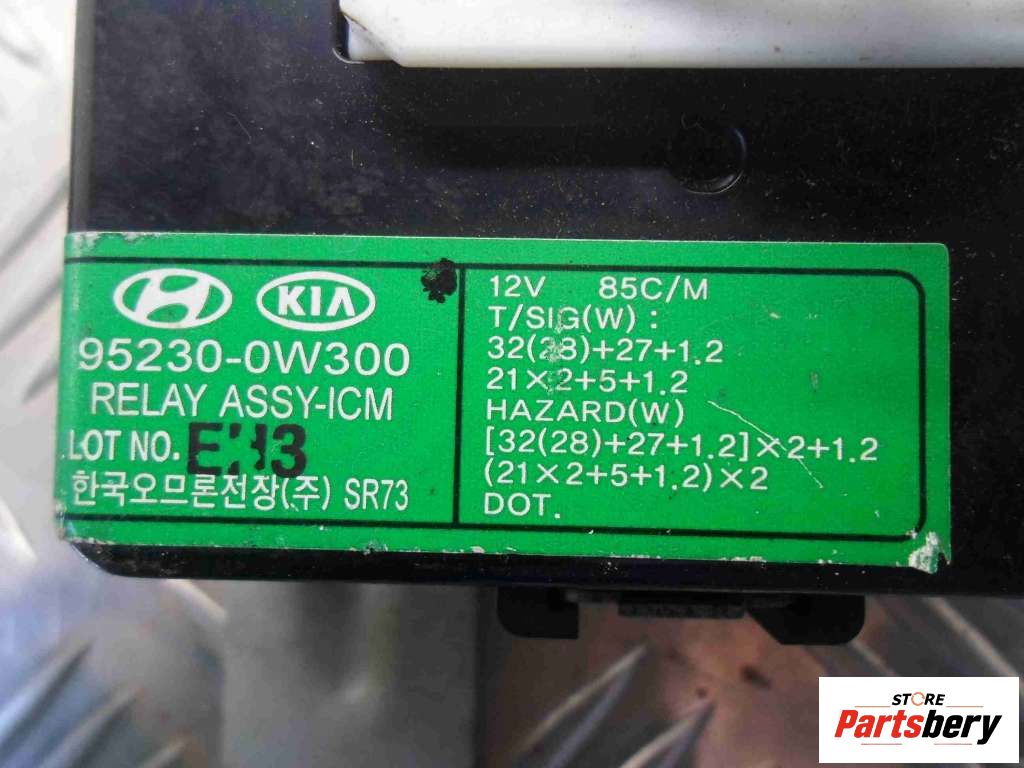 KIA
95230-0W300
RELAY ASSY-ICM
LOT NO.
한국오므론전장(주) SR73
12V 85C/M
T/SIG(W) :
32(28)+27+1.2
21×2+5+1.2
HAZARD(W)
[32(28)+27+1.2]×2+1.2
(21×2+5+1.2)×2
DOT.
STORE
Partsbery